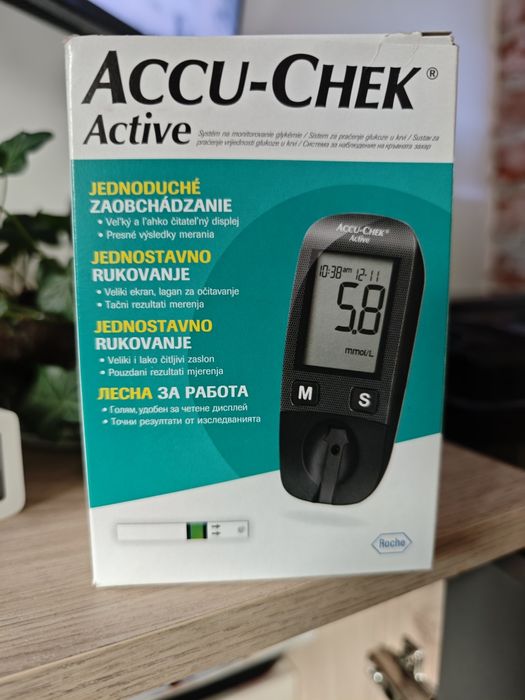 ACCU-CHEK®
Active
Systém na monitorovanie glykémie / Sistem za praćenje glukoze u krvi / Sustav za
praćenje vrijednosti glukoze u krvi / Система за наблюдение на кръвната захар
JEDNODUCHÉ
ZAOBCHÁDZANIE
• Veľký a ľahko čitateľný displej
• Presné výsledky merania
JEDNOSTAVNO
RUKOVANJE
• Veliki ekran, lagan za očitavanje
• Tačni rezultati merenja
JEDNOSTAVNO
RUKOVANJE
• Veliki i lako čitljivi zaslon
• Pouzdani rezultati mjerenja
ЛЕСНА ЗА РАБОТА
• Голям, удобен за четене дисплей
• Точни резултати от изследванията
ACCU-CHEK®
Active
10:38am 12-11
5.8
mmol/L
M S
Roche